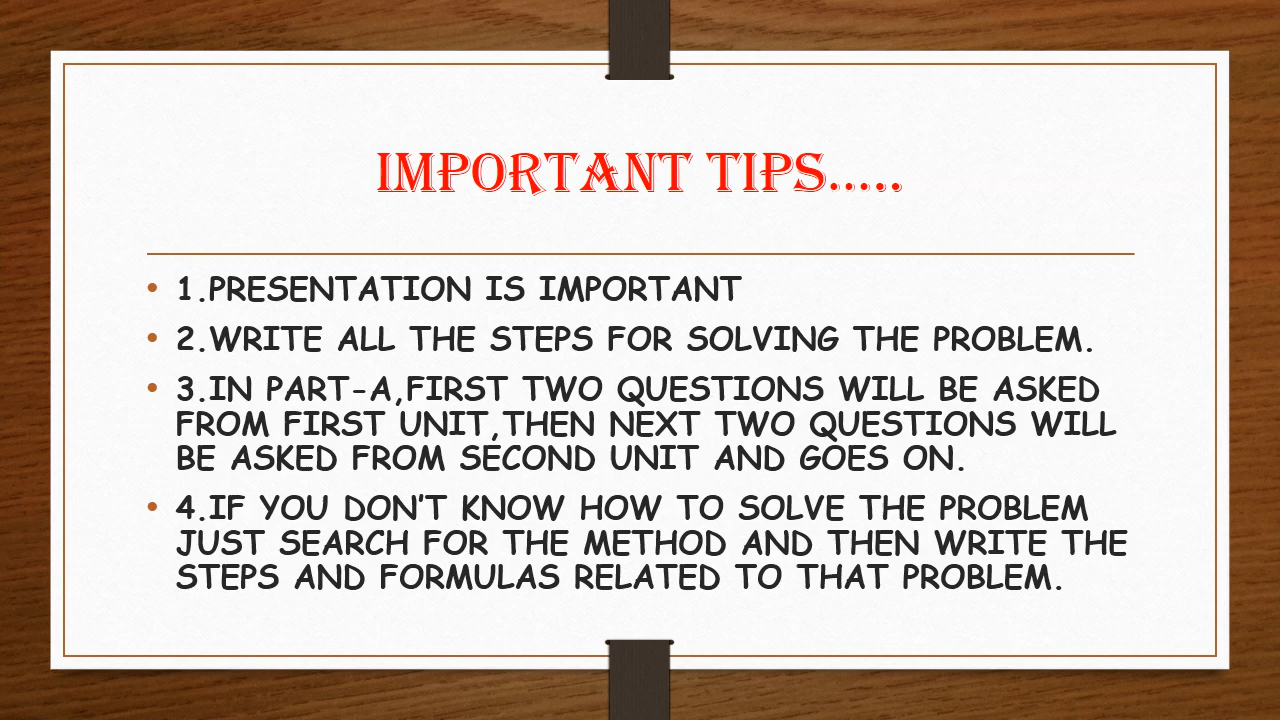 IMPORTANT TIPS.....
• 1.PRESENTATION IS IMPORTANT
• 2.WRITE ALL THE STEPS FOR SOLVING THE PROBLEM.
• 3.IN PART-A,FIRST TWO QUESTIONS WILL BE ASKED
FROM FIRST UNIT,THEN NEXT TWO QUESTIONS WILL
BE ASKED FROM SECOND UNIT AND GOES ON.
• 4.IF YOU DON'T KNOW HOW TO SOLVE THE PROBLEM
JUST SEARCH FOR THE METHOD AND THEN WRITE THE
STEPS AND FORMULAS RELATED TO THAT PROBLEM.